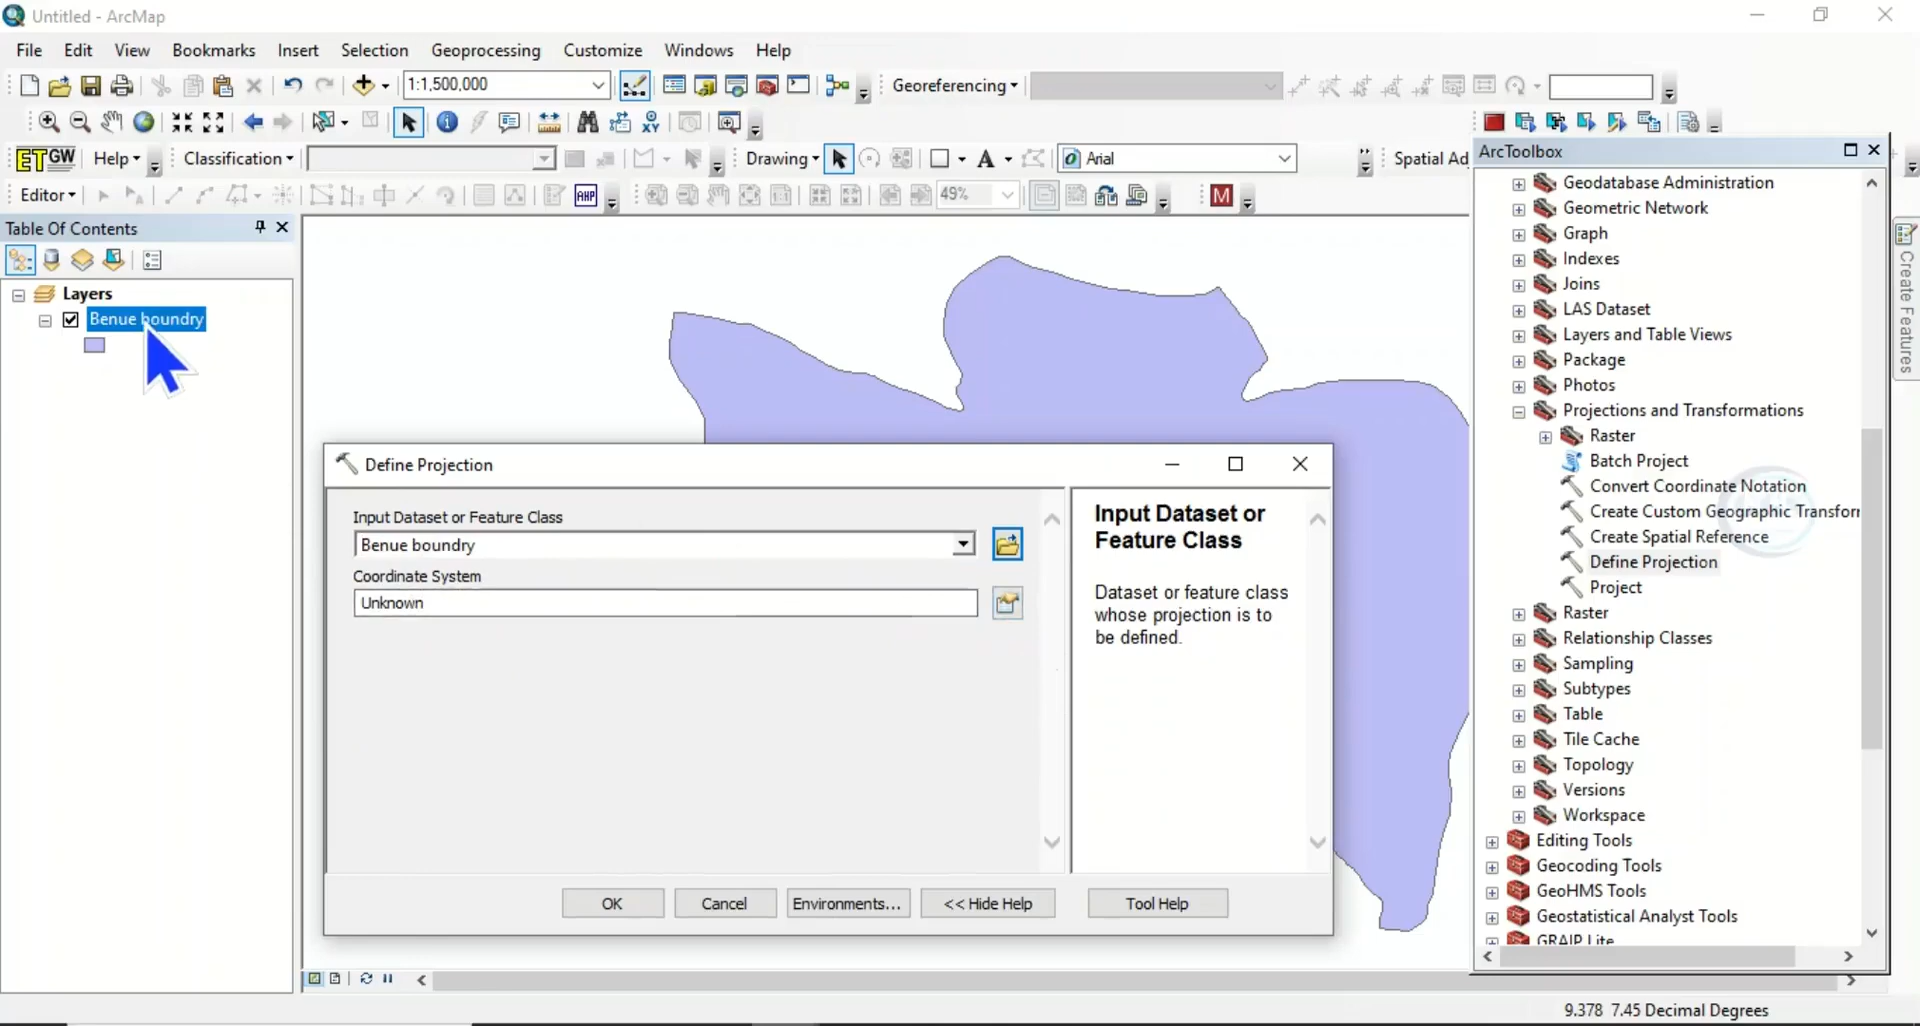 Untitled - ArcMap
File Edit View Bookmarks Insert Selection Geoprocessing Customize Windows Help
1:1,500,000 Georeferencing
XY
ETGW Help Classification Drawing A Arial Spatial Ad
Editor AHP 49% M
Table Of Contents
Layers
Benue boundry
Define Projection
Input Dataset or Feature Class
Benue boundry
Coordinate System
Unknown
Input Dataset or
Feature Class
Dataset or feature class
whose projection is to
be defined.
OK Cancel Environments... << Hide Help Tool Help
ArcToolbox
Geodatabase Administration
Geometric Network
Graph
Indexes
Joins
LAS Dataset
Layers and Table Views
Package
Photos
Projections and Transformations
Raster
Batch Project
Convert Coordinate Notation
Create Custom Geographic Transforn
Create Spatial Reference
Define Projection
Project
Raster
Relationship Classes
Sampling
Subtypes
Table
Tile Cache
Topology
Versions
Workspace
Editing Tools
Geocoding Tools
GeoHMS Tools
Geostatistical Analyst Tools
GRAIP Lite
Create Features
9.378 7.45 Decimal Degrees